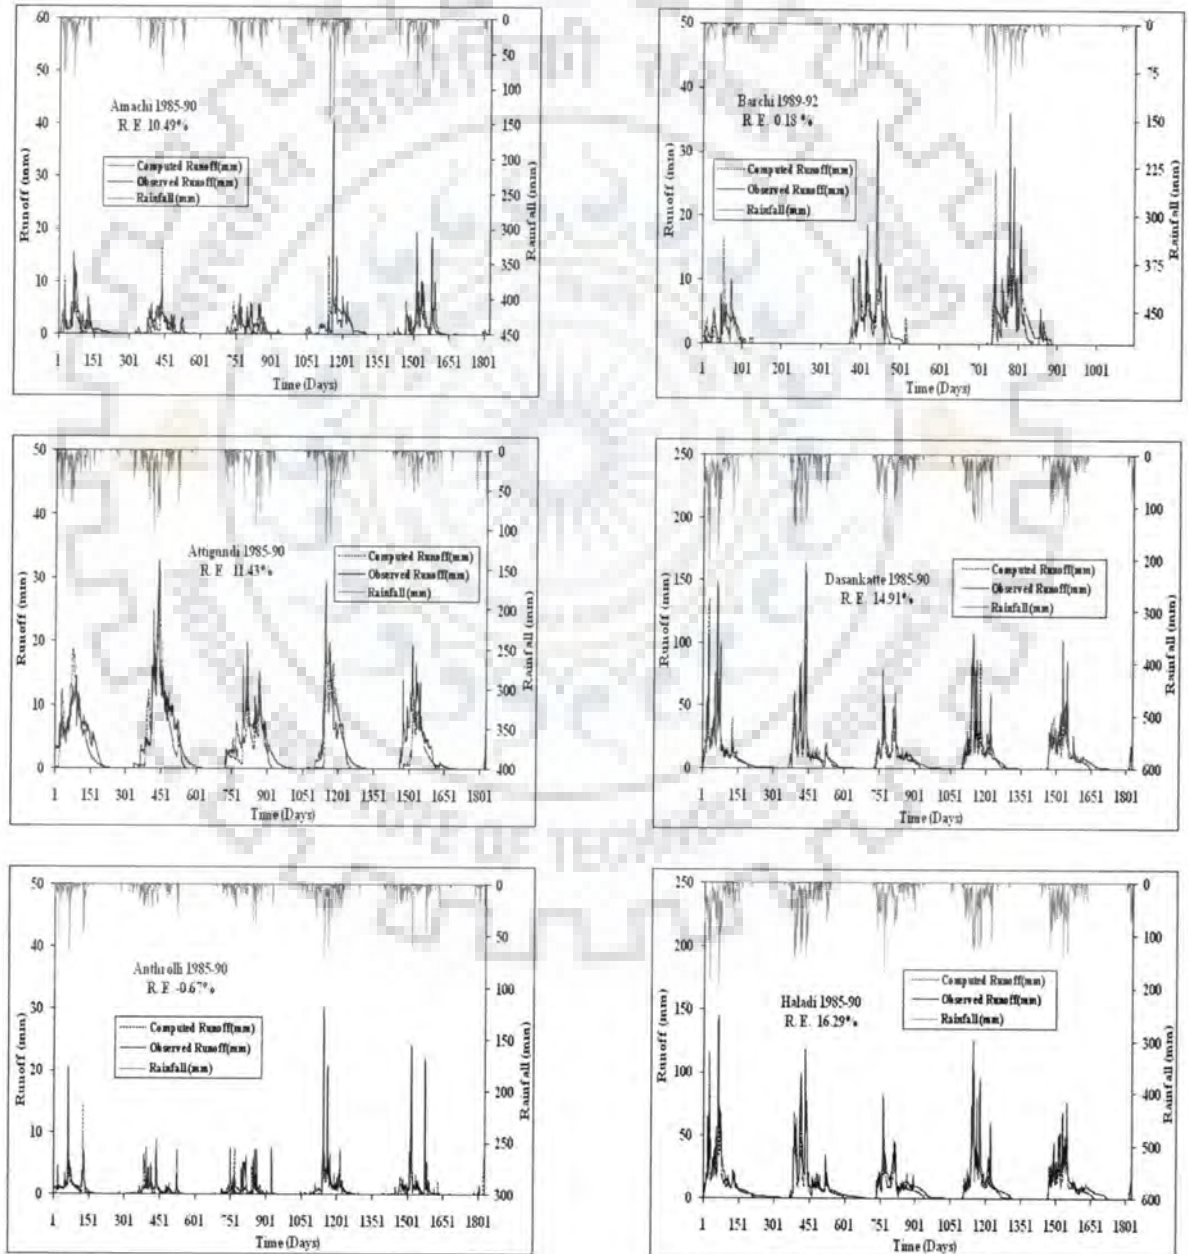 60
50
40
30
20
10
0
Runoff (mm)
Amachi 1985-90
R.E. 10.49%
Computed Runoff(mm)
Observed Runoff(mm)
Rainfall(mm)
0
50
100
150
200
250
300
350
400
450
Rainfall (mm)
1 151 301 451 601 751 901 1051 1201 1351 1501 1651 1801
Time (Days)
50
40
30
20
10
0
Runoff (mm)
Barchi 1989-92
R.E. 0.18 %
Computed Runoff(mm)
Observed Runoff(mm)
Rainfall(mm)
0
75
150
225
300
375
450
Rainfall (mm)
1 101 201 301 401 501 601 701 801 901 1001
Time (Days)
50
40
30
20
10
0
Runoff (mm)
Attigundi 1985-90
R.E. 11.43%
Computed Runoff(mm)
Observed Runoff(mm)
Rainfall(mm)
0
50
100
150
200
250
300
350
400
Rainfall (mm)
1 151 301 451 601 751 901 1051 1201 1351 1501 1651 1801
Time (Days)
250
200
150
100
50
0
Runoff (mm)
Dasankatte 1985-90
R.E. 14.91%
Computed Runoff(mm)
Observed Runoff(mm)
Rainfall(mm)
0
100
200
300
400
500
600
Rainfall (mm)
1 151 301 451 601 751 901 1051 1201 1351 1501 1651 1801
Time (Days)
50
40
30
20
10
0
Runoff (mm)
Anthrolli 1985-90
R.E. -0.67%
Computed Runoff(mm)
Observed Runoff(mm)
Rainfall(mm)
0
50
100
150
200
250
300
Rainfall (mm)
1 151 301 451 601 751 901 1051 1201 1351 1501 1651 1801
Time (Days)
250
200
150
100
50
0
Runoff (mm)
Haladi 1985-90
R.E. 16.29%
Computed Runoff(mm)
Observed Runoff(mm)
Rainfall(mm)
0
100
200
300
400
500
600
Rainfall (mm)
1 151 301 451 601 751 901 1051 1201 1351 1501 1651 1801
Time (Days)
OF TECHN